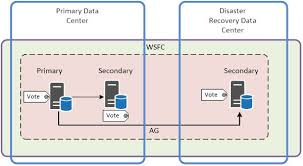 Primary Data
Center
Disaster
Recovery Data
Center
WSFC
Primary
Secondary
Secondary
Vote
Vote
Vote
AG